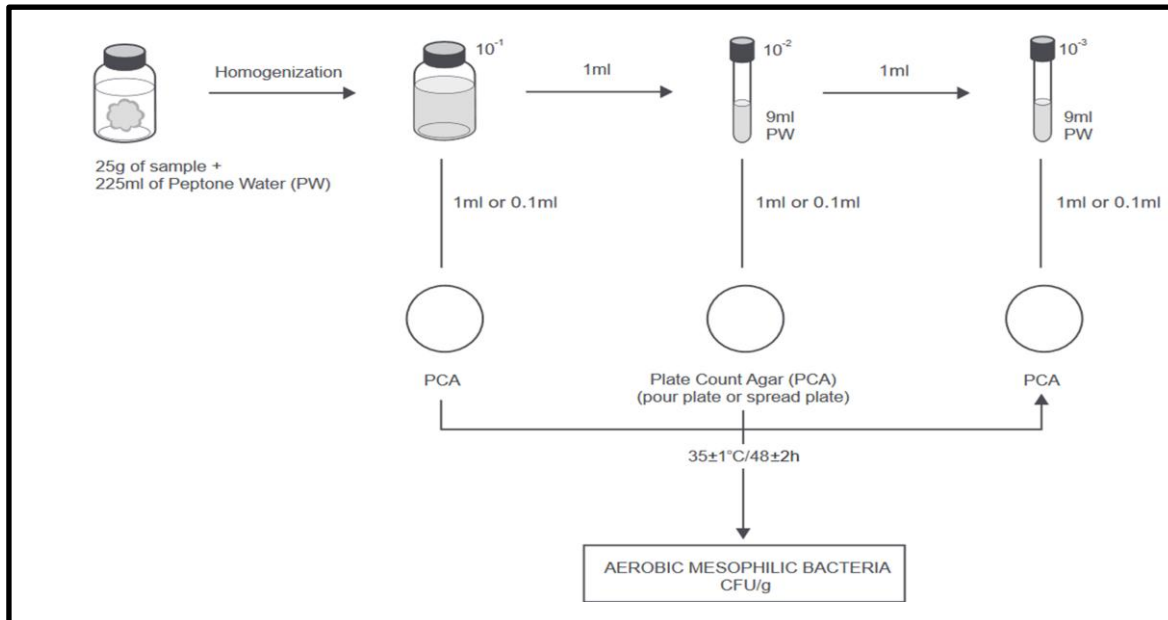 Homogenization
10⁻¹
1ml
10⁻²
1ml
10⁻³
25g of sample +
225ml of Peptone Water (PW)
9ml
PW
9ml
PW
1ml or 0.1ml
1ml or 0.1ml
1ml or 0.1ml
PCA
Plate Count Agar (PCA)
(pour plate or spread plate)
PCA
35±1°C/48±2h
AEROBIC MESOPHILIC BACTERIA
CFU/g